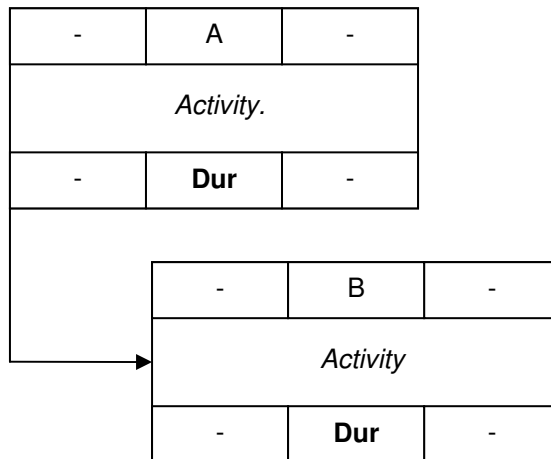 - A -
Activity.
- Dur -
- B -
Activity
- Dur -